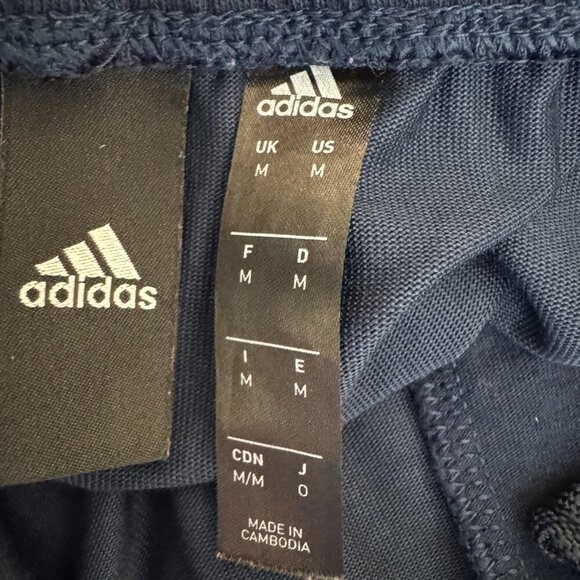 adidas
adidas
UK US
M M
F D
M M
I E
M M
CDN J
M/M O
MADE IN
CAMBODIA